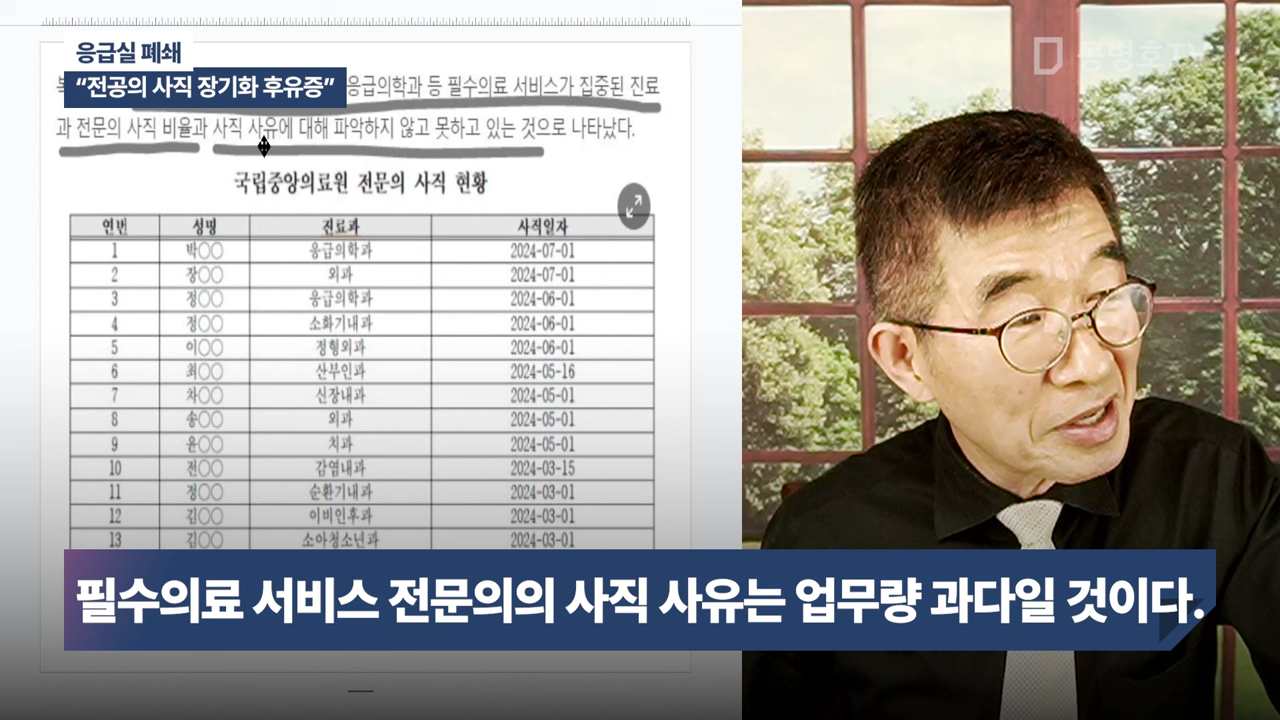 응급실 폐쇄
“전공의 사직 장기화 후유증”
응급의학과 등 필수의료 서비스가 집중된 진료
과 전문의 사직 비율과 사직 사유에 대해 파악하지 않고 못하고 있는 것으로 나타났다.
국립중앙의료원 전문의 사직 현황
연번 성명 진료과 사직일자
1 박○○ 응급의학과 2024-07-01
2 장○○ 외과 2024-07-01
3 정○○ 응급의학과 2024-06-01
4 정○○ 소화기내과 2024-06-01
5 이○○ 정형외과 2024-06-01
6 최○○ 산부인과 2024-05-16
7 차○○ 신장내과 2024-05-01
8 송○○ 외과 2024-05-01
9 윤○○ 치과 2024-05-01
10 전○○ 감염내과 2024-03-15
11 정○○ 순환기내과 2024-03-01
12 김○○ 이비인후과 2024-03-01
13 김○○ 소아청소년과 2024-03-01
공병호TV
필수의료 서비스 전문의의 사직 사유는 업무량 과다일 것이다.